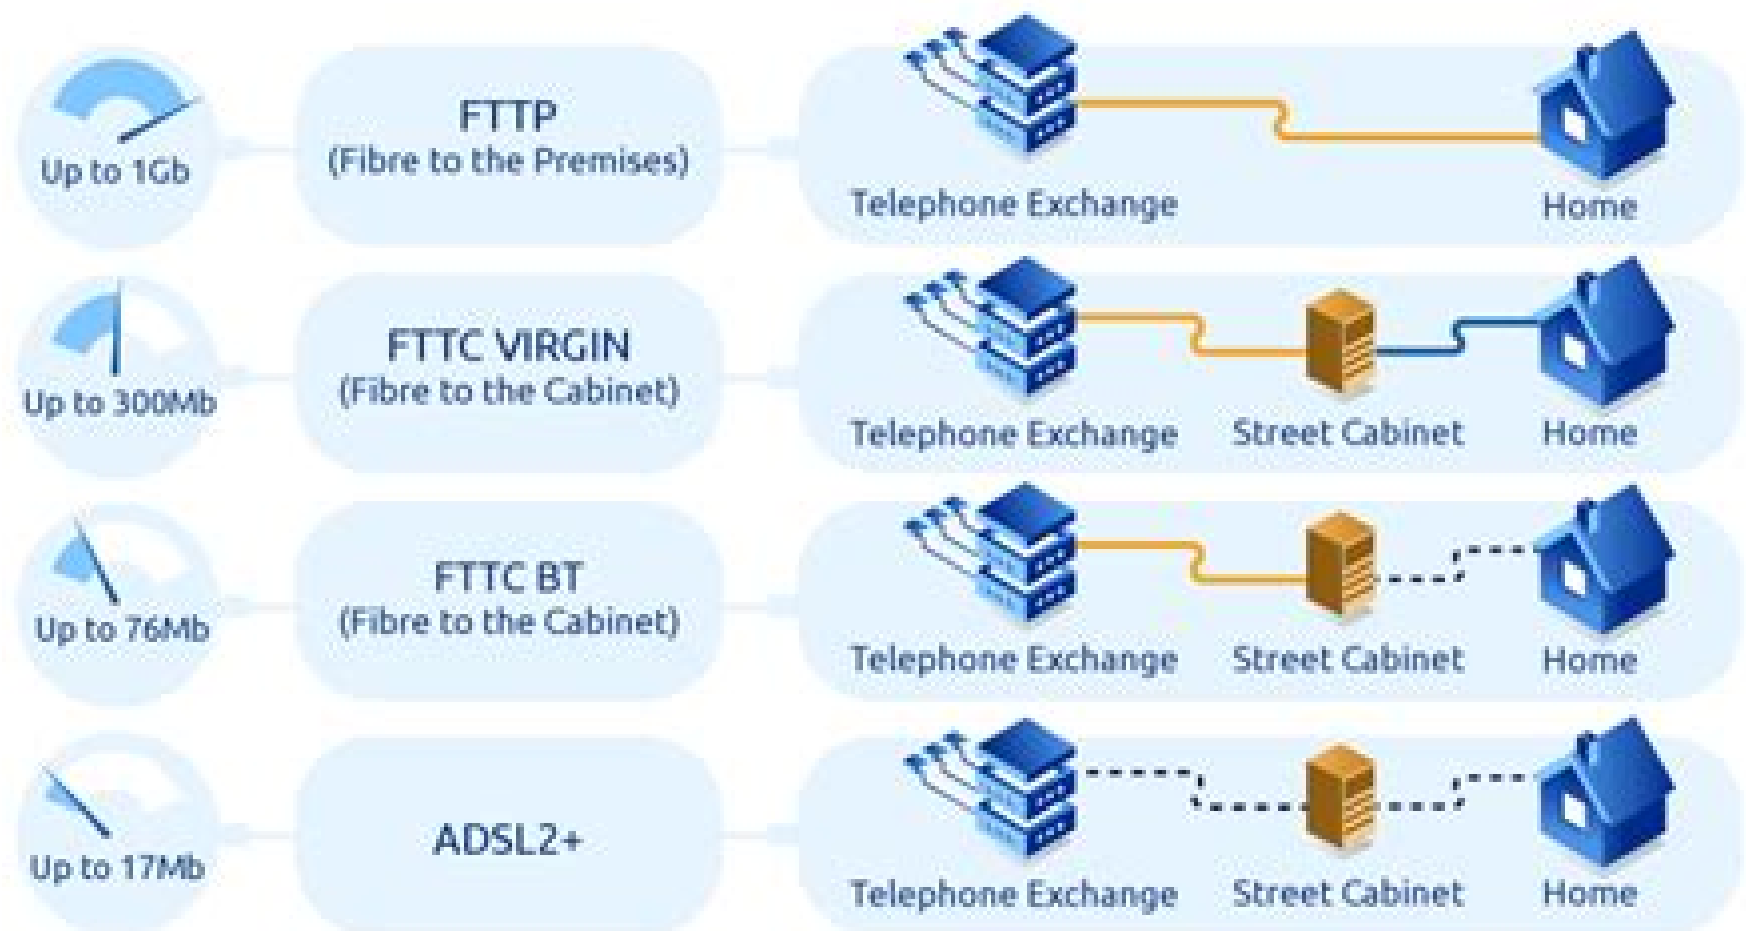 Up to 1Gb
FTTP
(Fibre to the Premises)
Telephone Exchange
Home
Up to 300Mb
FTTC VIRGIN
(Fibre to the Cabinet)
Telephone Exchange
Street Cabinet
Home
Up to 76Mb
FTTC BT
(Fibre to the Cabinet)
Telephone Exchange
Street Cabinet
Home
Up to 17Mb
ADSL2+
Telephone Exchange
Street Cabinet
Home